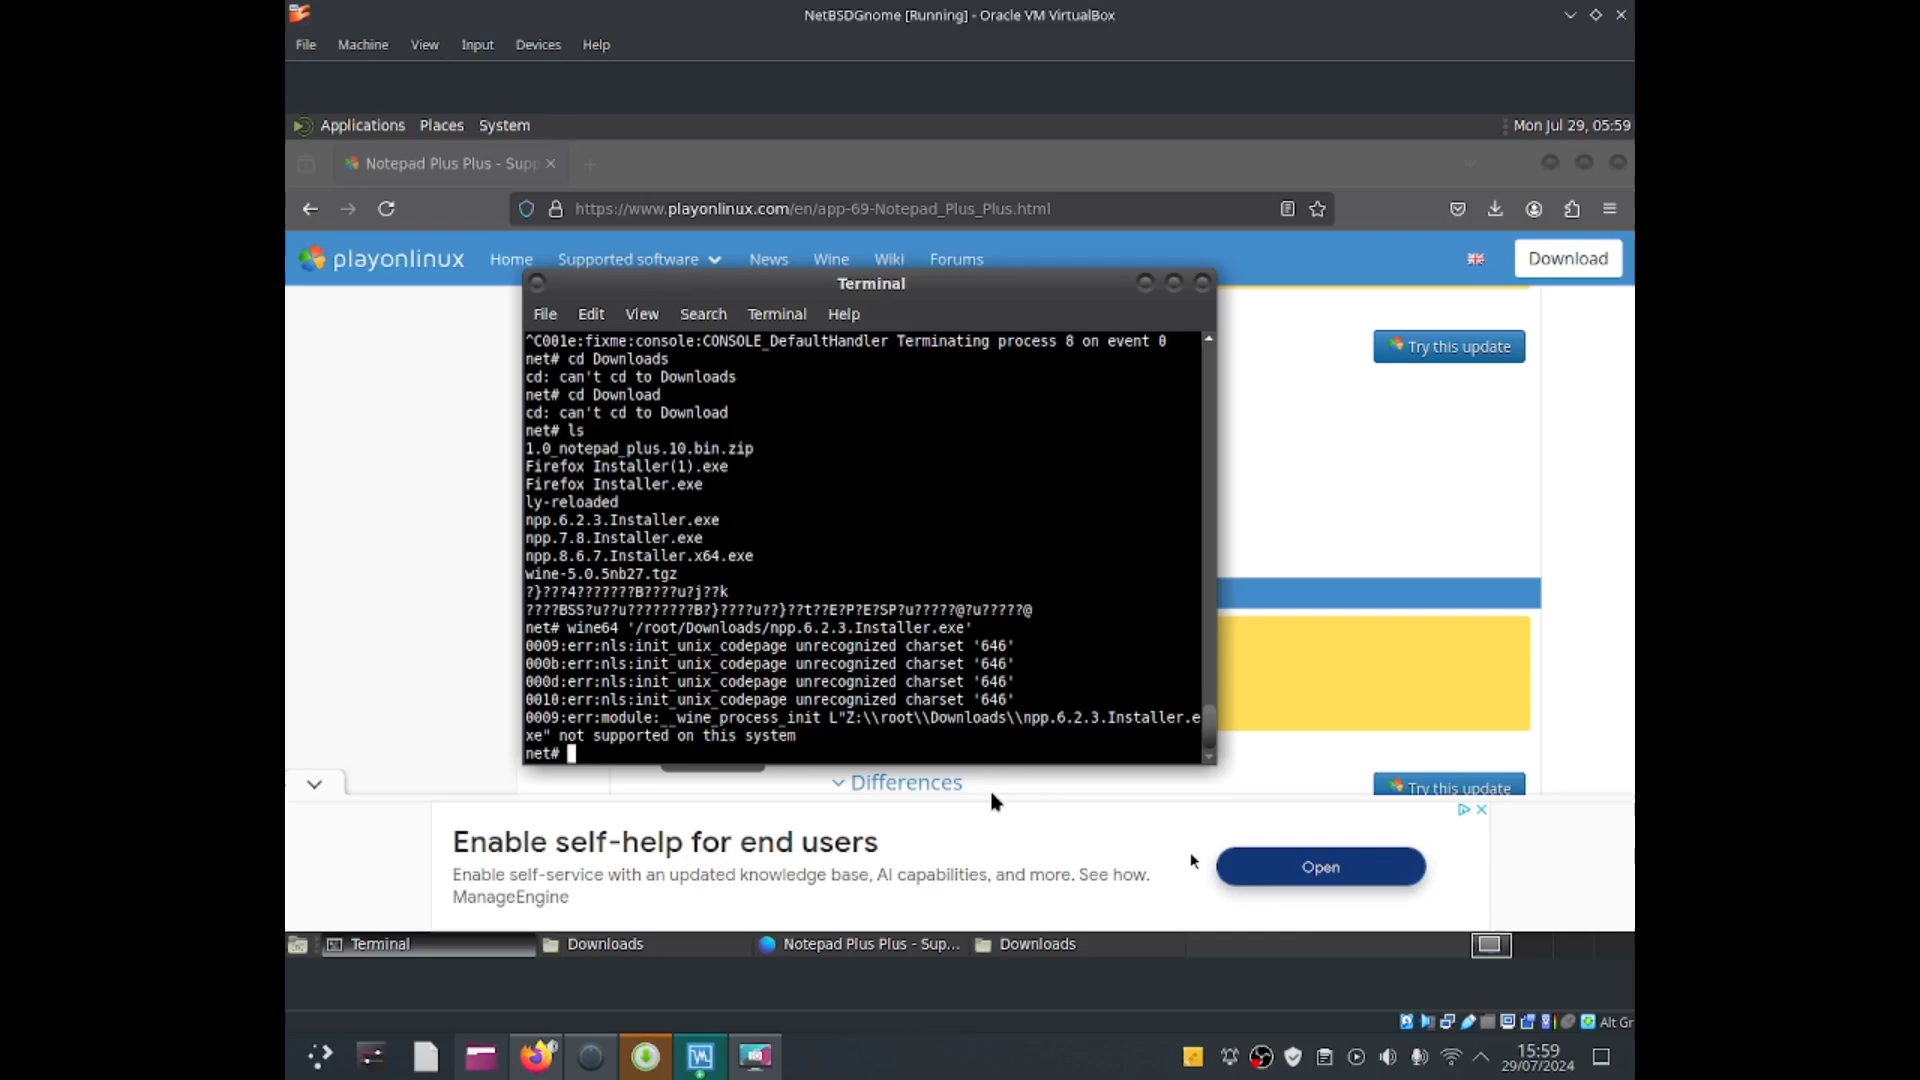 NetBSDGnome [Running] - Oracle VM VirtualBox
File Machine View Input Devices Help
Applications Places System
Mon Jul 29, 05:59
Notepad Plus Plus - Supp
https://www.playonlinux.com/en/app-69-Notepad_Plus_Plus.html
playonlinux Home Supported software News Wine Wiki Forums Download
Try this update
Terminal
File Edit View Search Terminal Help
^C001e:fixme:console:CONSOLE_DefaultHandler Terminating process 8 on event 0
net# cd Downloads
cd: can't cd to Downloads
net# cd Download
cd: can't cd to Download
net# ls
1.0_notepad_plus.10.bin.zip
Firefox Installer(1).exe
Firefox Installer.exe
ly-reloaded
npp.6.2.3.Installer.exe
npp.7.8.Installer.exe
npp.8.6.7.Installer.x64.exe
wine-5.0.5nb27.tgz
?}???4???????B????u?j??k
????BSS?u??u????????B?}????u??}??t??E?P?E?SP?u?????@?u?????@
net# wine64 '/root/Downloads/npp.6.2.3.Installer.exe'
0009:err:nls:init_unix_codepage unrecognized charset '646'
000b:err:nls:init_unix_codepage unrecognized charset '646'
000d:err:nls:init_unix_codepage unrecognized charset '646'
0010:err:nls:init_unix_codepage unrecognized charset '646'
0009:err:module:__wine_process_init L"Z:\\root\\Downloads\\npp.6.2.3.Installer.e
xe" not supported on this system
net#
Differences
Try this update
Enable self-help for end users
Enable self-service with an updated knowledge base, AI capabilities, and more. See how.
ManageEngine
Open
Terminal Downloads Notepad Plus Plus - Sup... Downloads
Alt Gr
15:59
29/07/2024